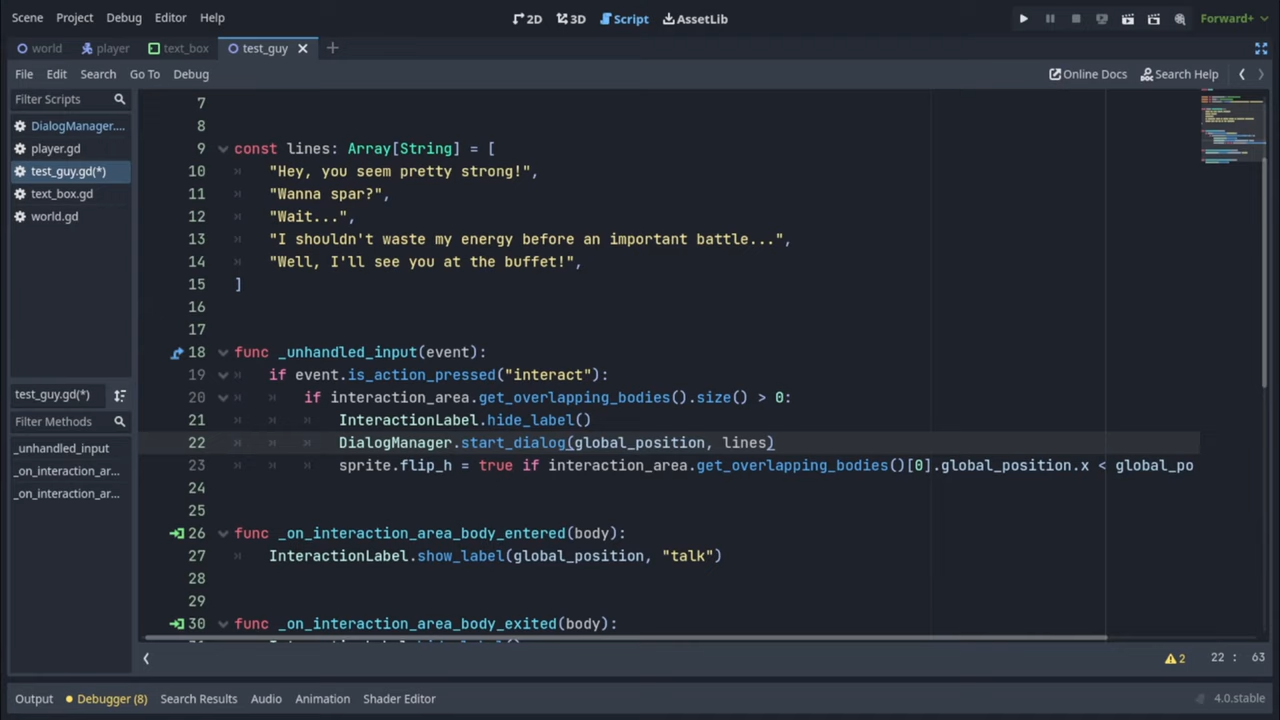 Scene Project Debug Editor Help 2D 3D Script AssetLib Forward+
world player text_box test_guy
File Edit Search Go To Debug Online Docs Search Help
Filter Scripts
DialogManager....
player.gd
test_guy.gd(*)
text_box.gd
world.gd
test_guy.gd(*)
Filter Methods
_unhandled_input
_on_interaction_ar...
_on_interaction_ar...
7
8
9 const lines: Array[String] = [
10 "Hey, you seem pretty strong!",
11 "Wanna spar?",
12 "Wait...",
13 "I shouldn't waste my energy before an important battle...",
14 "Well, I'll see you at the buffet!",
15 ]
16
17
18 func _unhandled_input(event):
19 if event.is_action_pressed("interact"):
20 if interaction_area.get_overlapping_bodies().size() > 0:
21 InteractionLabel.hide_label()
22 DialogManager.start_dialog(global_position, lines)
23 sprite.flip_h = true if interaction_area.get_overlapping_bodies()[0].global_position.x < global_po
24
25
26 func _on_interaction_area_body_entered(body):
27 InteractionLabel.show_label(global_position, "talk")
28
29
30 func _on_interaction_area_body_exited(body):
2 22 : 63
Output Debugger (8) Search Results Audio Animation Shader Editor 4.0.stable